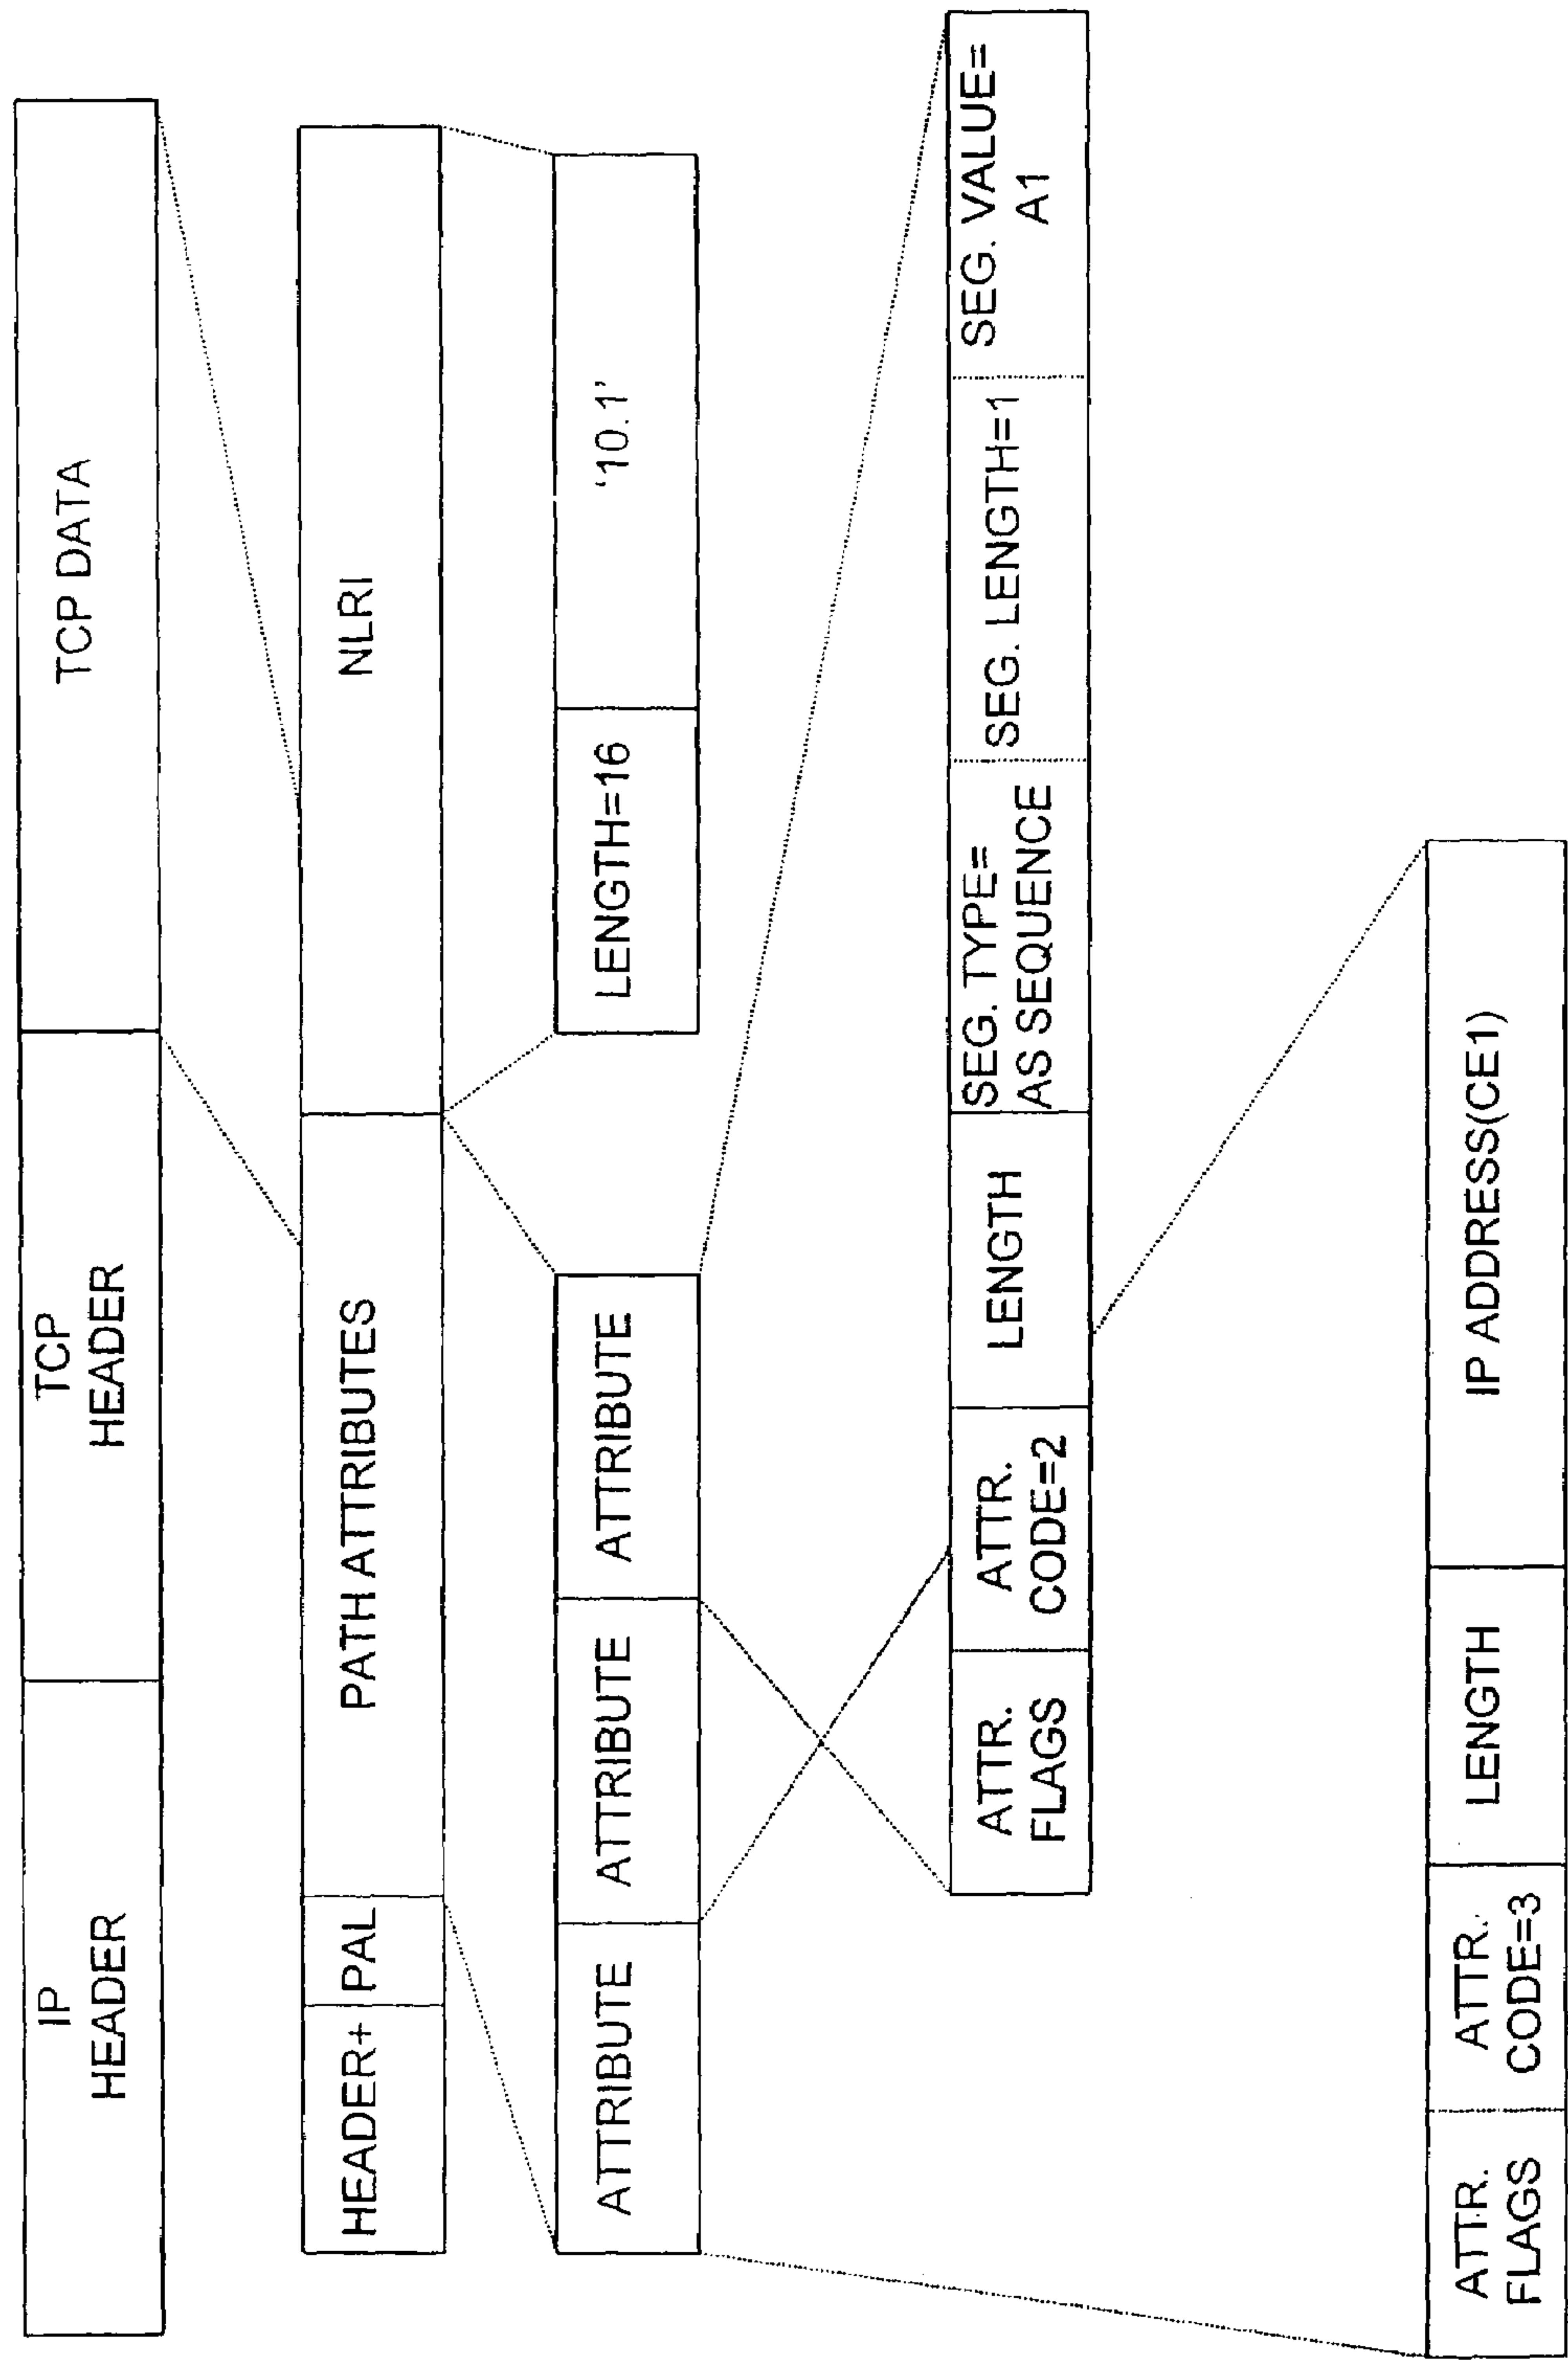 IP
HEADER
TCP
HEADER
TCP DATA
HEADER+
PAL
PATH ATTRIBUTES
NLRI
ATTRIBUTE
ATTRIBUTE
ATTRIBUTE
LENGTH=16
'10.1'
ATTR.
FLAGS
ATTR.
CODE=2
LENGTH
SEG. TYPE=
AS SEQUENCE
SEG. LENGTH=1
SEG. VALUE=
A1
ATTR.
FLAGS
ATTR.
CODE=3
LENGTH
IP ADDRESS(CE1)